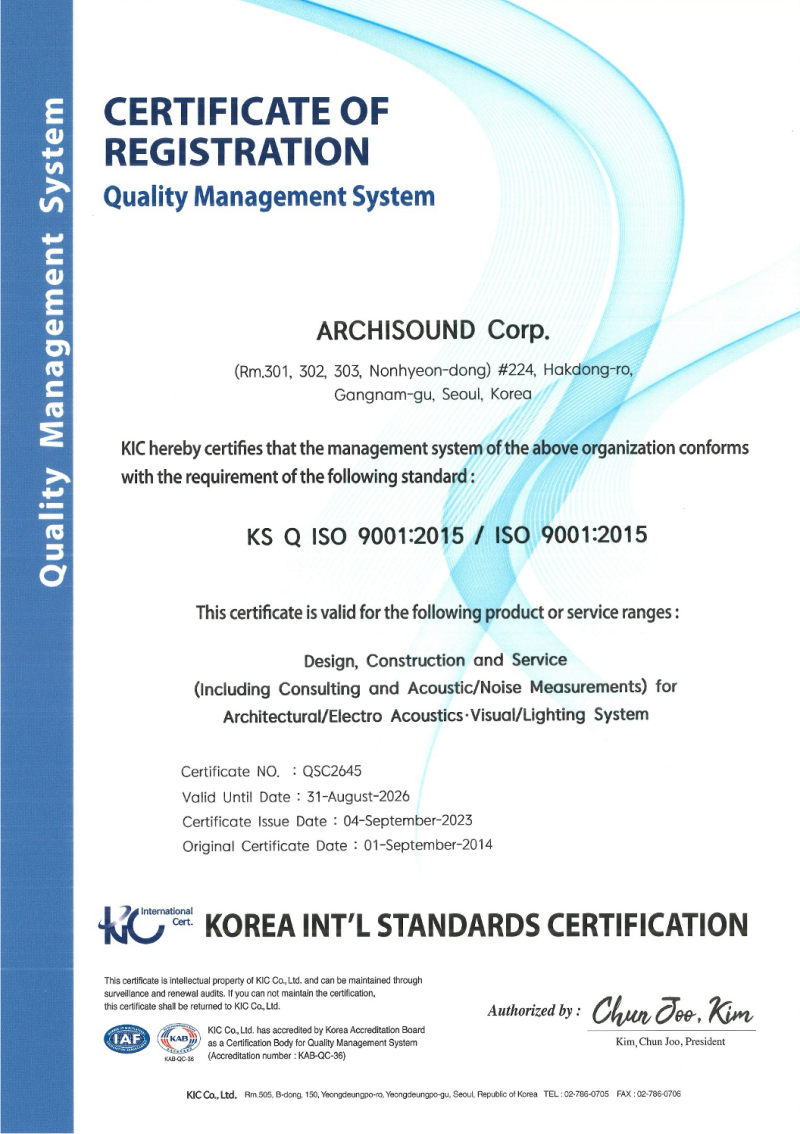 Quality Management System
CERTIFICATE OF
REGISTRATION
Quality Management System
ARCHISOUND Corp.
(Rm.301, 302, 303, Nonhyeon-dong) #224, Hakdong-ro,
Gangnam-gu, Seoul, Korea
KIC hereby certifies that the management system of the above organization conforms
with the requirement of the following standard :
KS Q ISO 9001:2015 / ISO 9001:2015
This certificate is valid for the following product or service ranges :
Design, Construction and Service
(Including Consulting and Acoustic/Noise Measurements) for
Architectural/Electro Acoustics·Visual/Lighting System
Certificate NO. : QSC2645
Valid Until Date : 31-August-2026
Certificate Issue Date : 04-September-2023
Original Certificate Date : 01-September-2014
KIC International
Cert.
KOREA INT'L STANDARDS CERTIFICATION
This certificate is intellectual property of KIC Co., Ltd. and can be maintained through
surveillance and renewal audits. If you can not maintain the certification,
this certificate shall be returned to KIC Co., Ltd.
Authorized by : Chun Joo, Kim
Kim, Chun Joo, President
IAF
KAB
KAB-QC-36
KIC Co., Ltd. has accredited by Korea Accreditation Board
as a Certification Body for Quality Management System
(Accreditation number : KAB-QC-36)
KIC Co., Ltd. Rm.505, B-dong, 150, Yeongdeungpo-ro, Yeongdeungpo-gu, Seoul, Republic of Korea TEL : 02-786-0705 FAX : 02-786-0706